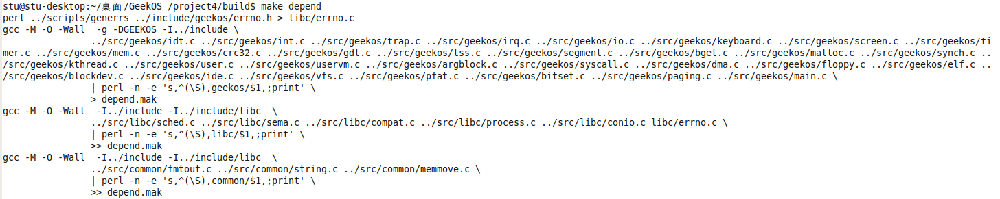 stu@stu-desktop:~/桌面/GeekOS /project4/build$ make depend
perl ../scripts/generrs ../include/geekos/errno.h > libc/errno.c
gcc -M -O -Wall  -g -DGEEKOS -I../include \
../src/geekos/idt.c ../src/geekos/int.c ../src/geekos/trap.c ../src/geekos/irq.c ../src/geekos/io.c ../src/geekos/keyboard.c ../src/geekos/screen.c ../src/geekos/ti
mer.c ../src/geekos/mem.c ../src/geekos/crc32.c ../src/geekos/gdt.c ../src/geekos/tss.c ../src/geekos/segment.c ../src/geekos/bget.c ../src/geekos/malloc.c ../src/geekos/synch.c ..
/src/geekos/kthread.c ../src/geekos/user.c ../src/geekos/uservm.c ../src/geekos/argblock.c ../src/geekos/syscall.c ../src/geekos/dma.c ../src/geekos/floppy.c ../src/geekos/elf.c ..
/src/geekos/blockdev.c ../src/geekos/ide.c ../src/geekos/vfs.c ../src/geekos/pfat.c ../src/geekos/bitset.c ../src/geekos/paging.c ../src/geekos/main.c \
| perl -n -e 's,^(\S),geekos/$1,;print' \
> depend.mak
gcc -M -O -Wall  -I../include -I../include/libc  \
../src/libc/sched.c ../src/libc/sema.c ../src/libc/compat.c ../src/libc/process.c ../src/libc/conio.c libc/errno.c \
| perl -n -e 's,^(\S),libc/$1,;print' \
>> depend.mak
gcc -M -O -Wall  -I../include -I../include/libc  \
../src/common/fmtout.c ../src/common/string.c ../src/common/memmove.c \
| perl -n -e 's,^(\S),common/$1,;print' \
>> depend.mak